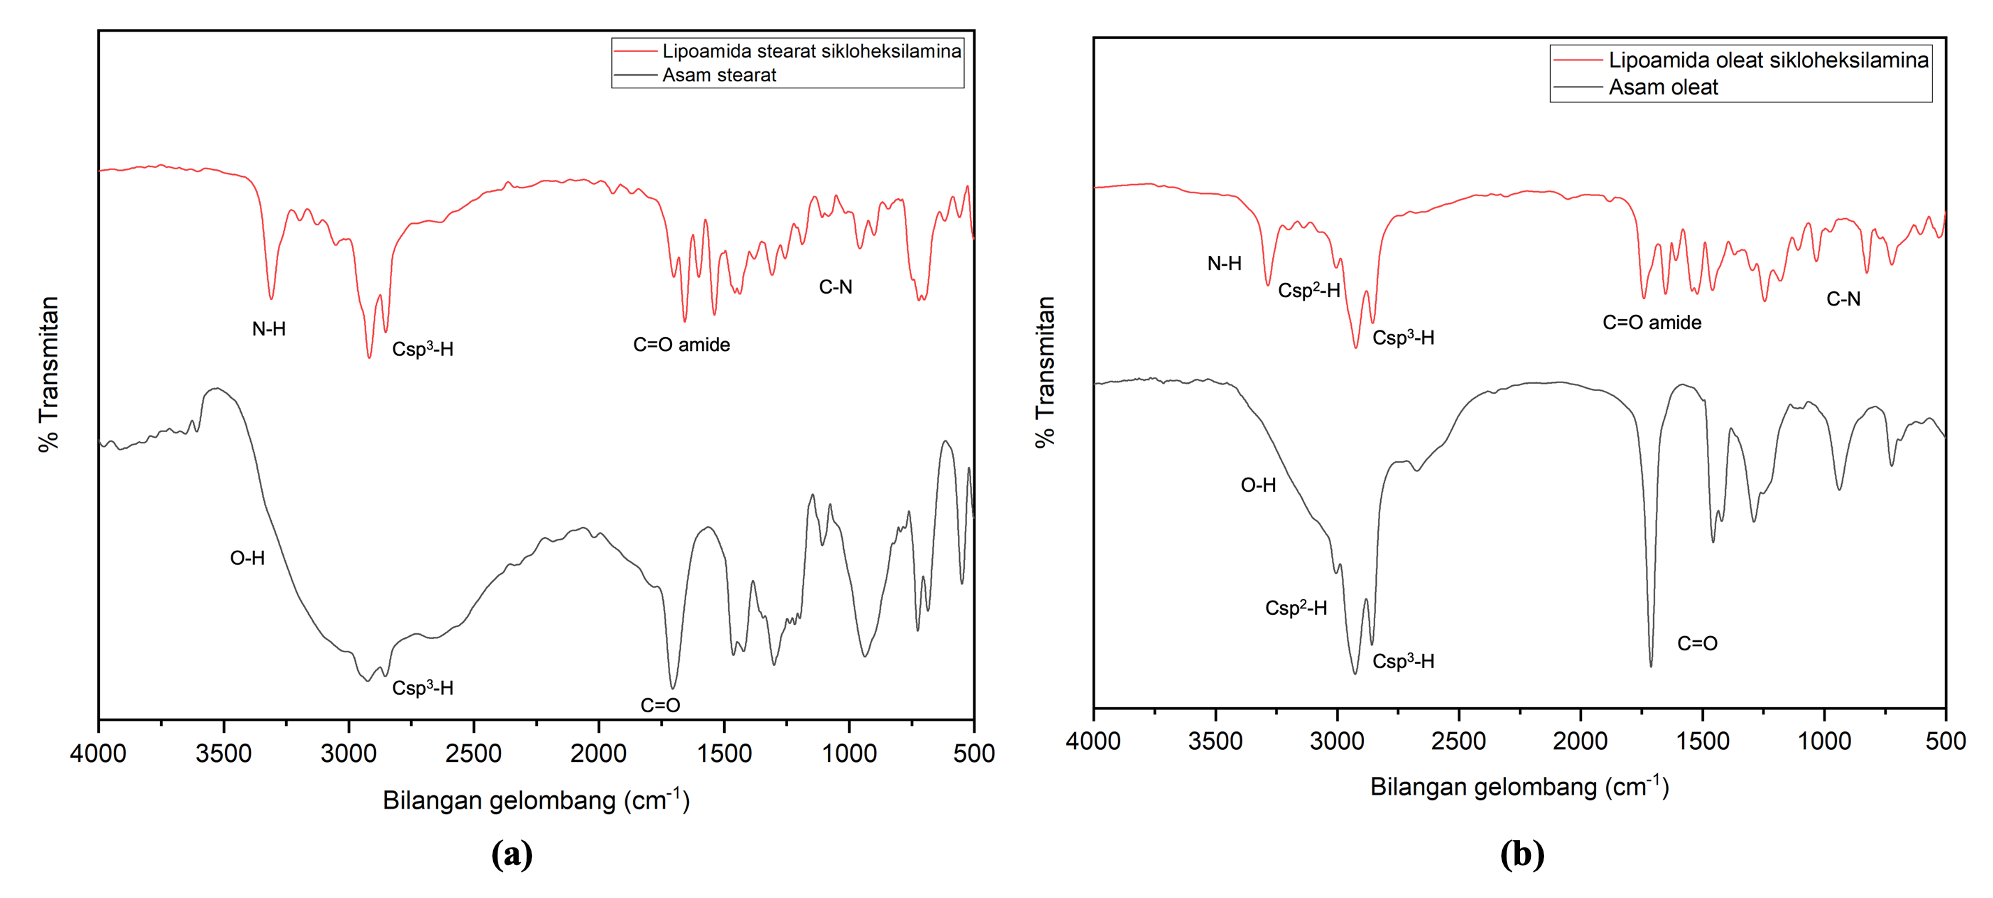 Lipoamida stearat sikloheksilamina
Asam stearat
% Transmitan
N-H
Csp³-H
C=O amide
C-N
O-H
Csp³-H
C=O
4000 3500 3000 2500 2000 1500 1000 500
Bilangan gelombang (cm⁻¹)
(a)
Lipoamida oleat sikloheksilamina
Asam oleat
% Transmitan
N-H
Csp²-H
Csp³-H
C=O amide
C-N
O-H
Csp²-H
Csp³-H
C=O
4000 3500 3000 2500 2000 1500 1000 500
Bilangan gelombang (cm⁻¹)
(b)